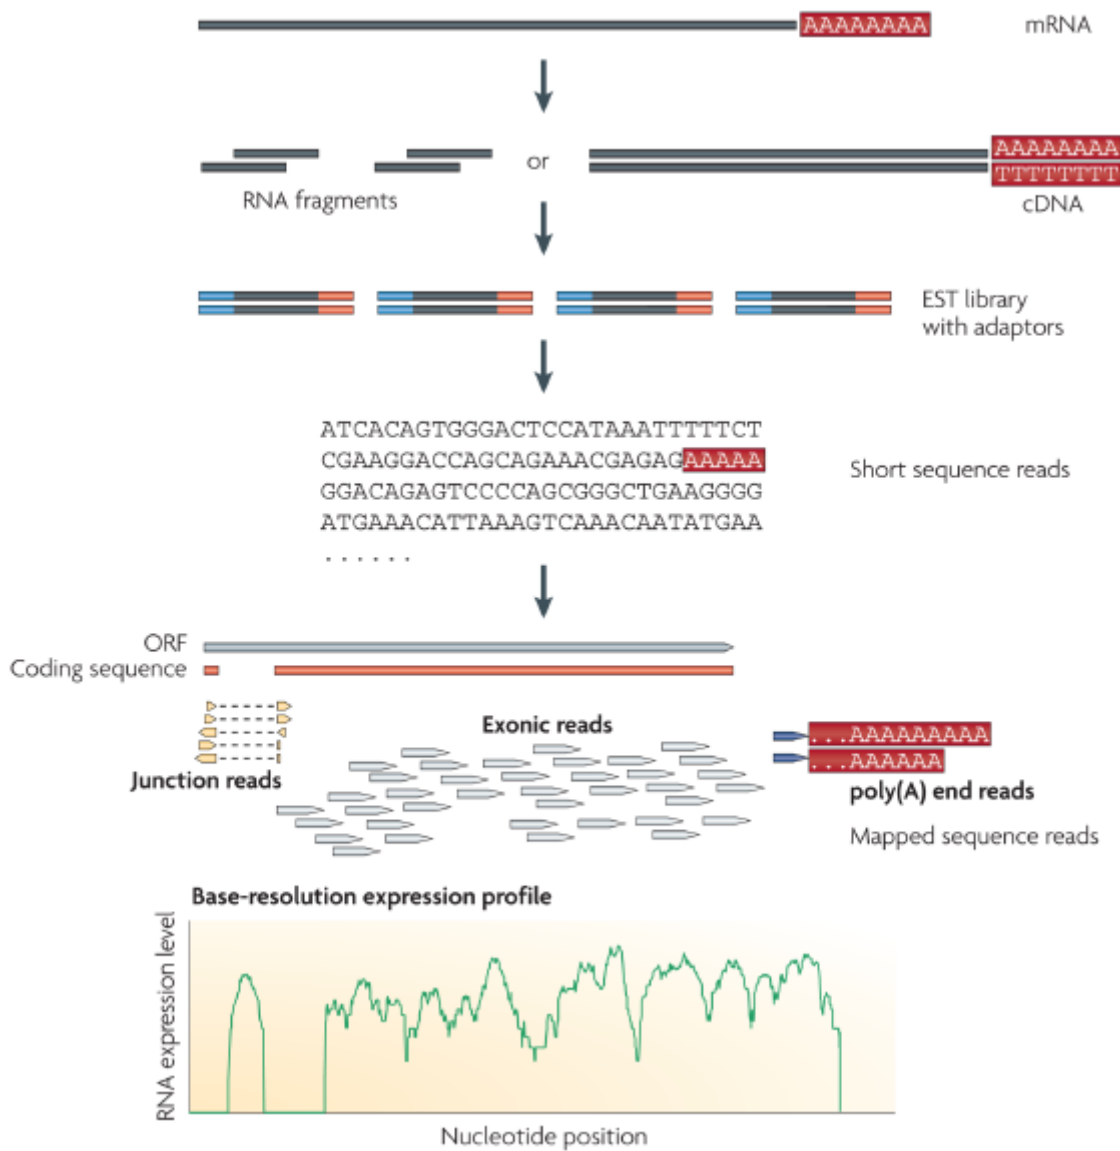 AAAAAAAA
mRNA
or
AAAAAAAA
TTTTTTTT
RNA fragments
cDNA
EST library
with adaptors
ATCACAGTGGGACTCCATAAATTTTTCT
CGAAGGACCAGCAGAAACGAGAGAAAAA
Short sequence reads
GGACAGAGTCCCCAGCGGGCTGAAGGGG
ATGAAACATTAAAGTCAAACAATATGAA
. . . . . .
ORF
Coding sequence
Exonic reads
Junction reads
...AAAAAAAAA
...AAAAAA
poly(A) end reads
Mapped sequence reads
Base-resolution expression profile
RNA expression level
Nucleotide position